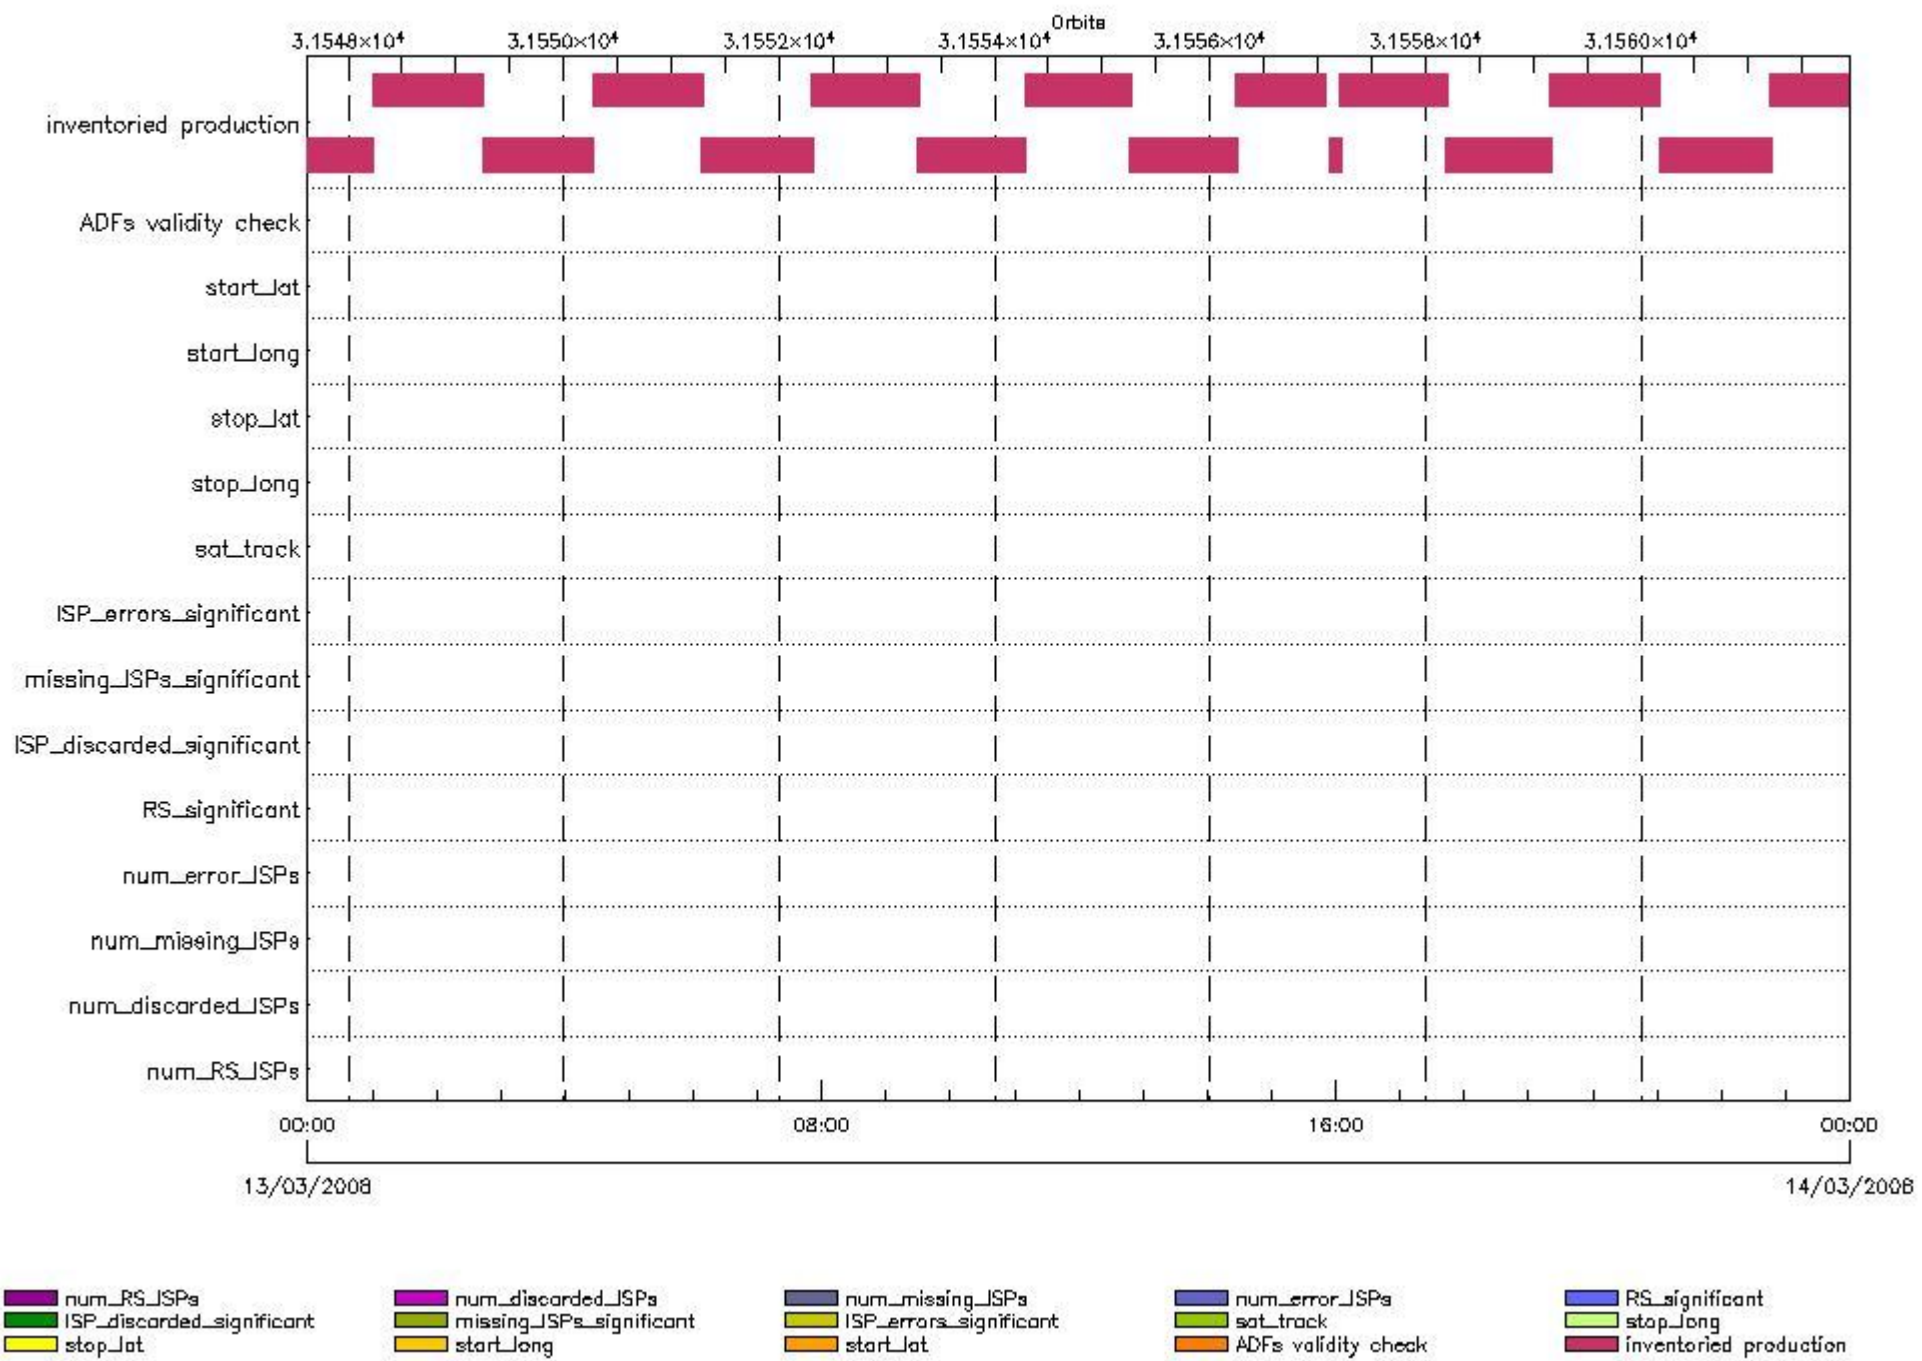 Orbits
3.1548×10⁴ 3.1550×10⁴ 3.1552×10⁴ 3.1554×10⁴ 3.1556×10⁴ 3.1558×10⁴ 3.1560×10⁴
inventoried production
ADFs validity check
start_lat
start_long
stop_lat
stop_long
sat_track
ISP_errors_significant
missing_ISPs_significant
ISP_discarded_significant
RS_significant
num_error_ISPs
num_missing_ISPs
num_discarded_ISPs
num_RS_ISPs
00:00 08:00 16:00 00:00
13/03/2008 14/03/2008
num_RS_ISPs num_discarded_ISPs num_missing_ISPs num_error_ISPs RS_significant
ISP_discarded_significant missing_ISPs_significant ISP_errors_significant sat_track stop_long
stop_lat start_long start_lat ADFs validity check inventoried production